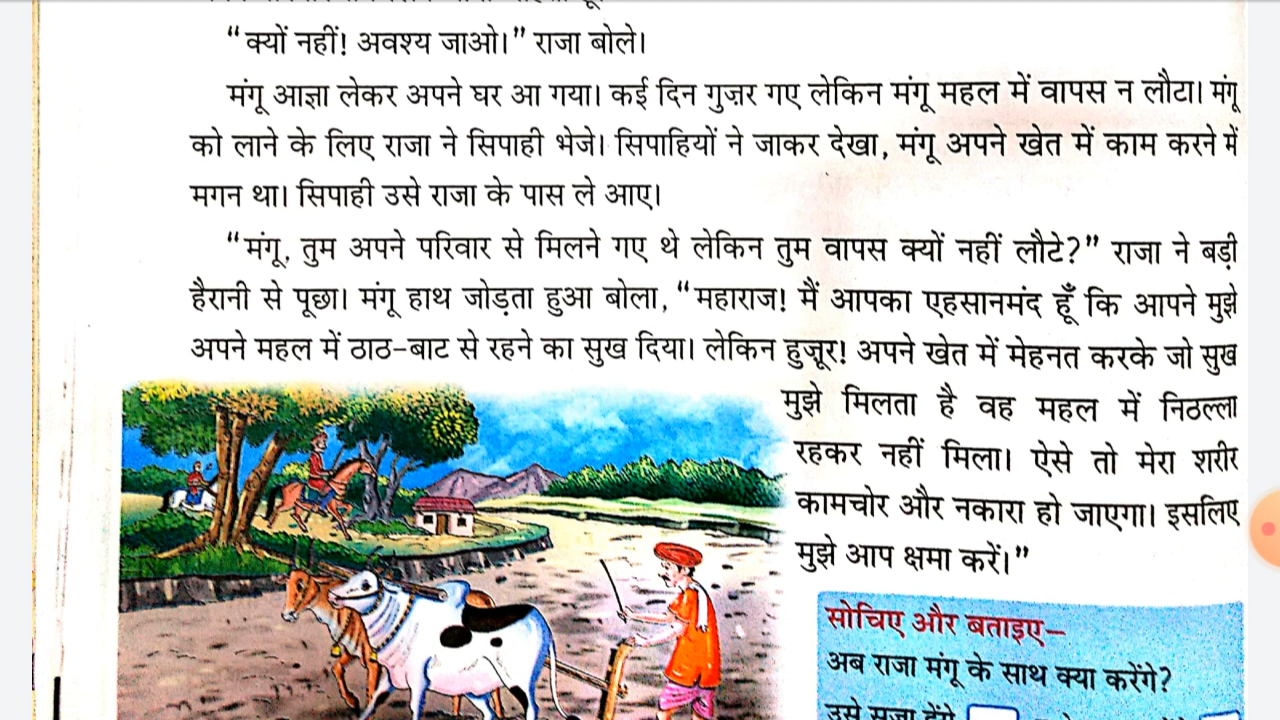 “क्यों नहीं! अवश्य जाओ।” राजा बोले।
मंगू आज्ञा लेकर अपने घर आ गया। कई दिन गुज़र गए लेकिन मंगू महल में वापस न लौटा। मंगू
को लाने के लिए राजा ने सिपाही भेजे। सिपाहियों ने जाकर देखा, मंगू अपने खेत में काम करने में
मगन था। सिपाही उसे राजा के पास ले आए।
“मंगू, तुम अपने परिवार से मिलने गए थे लेकिन तुम वापस क्यों नहीं लौटे?” राजा ने बड़ी
हैरानी से पूछा। मंगू हाथ जोड़ता हुआ बोला, “महाराज! मैं आपका एहसानमंद हूँ कि आपने मुझे
अपने महल में ठाठ-बाट से रहने का सुख दिया। लेकिन हुज़ूर! अपने खेत में मेहनत करके जो सुख
मुझे मिलता है वह महल में निठल्ला
रहकर नहीं मिला। ऐसे तो मेरा शरीर
कामचोर और नकारा हो जाएगा। इसलिए
मुझे आप क्षमा करें।”
सोचिए और बताइए–
अब राजा मंगू के साथ क्या करेंगे?
उसे सज़ा देंगे